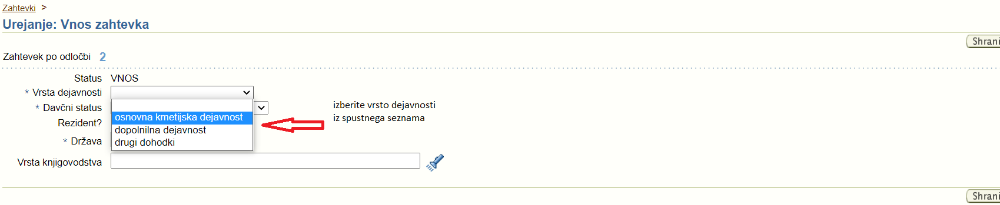 Zahtevki >
Urejanje: Vnos zahtevka
Shrani
Zahtevek po odločbi 2
Status VNOS
* Vrsta dejavnosti
* Davčni status
izberite vrsto dejavnosti
osnovna kmetijska dejavnost
iz spustnega seznama
Rezident?
dopolnilna dejavnost
* Država
drugi dohodki
Vrsta knjigovodstva
Shrani